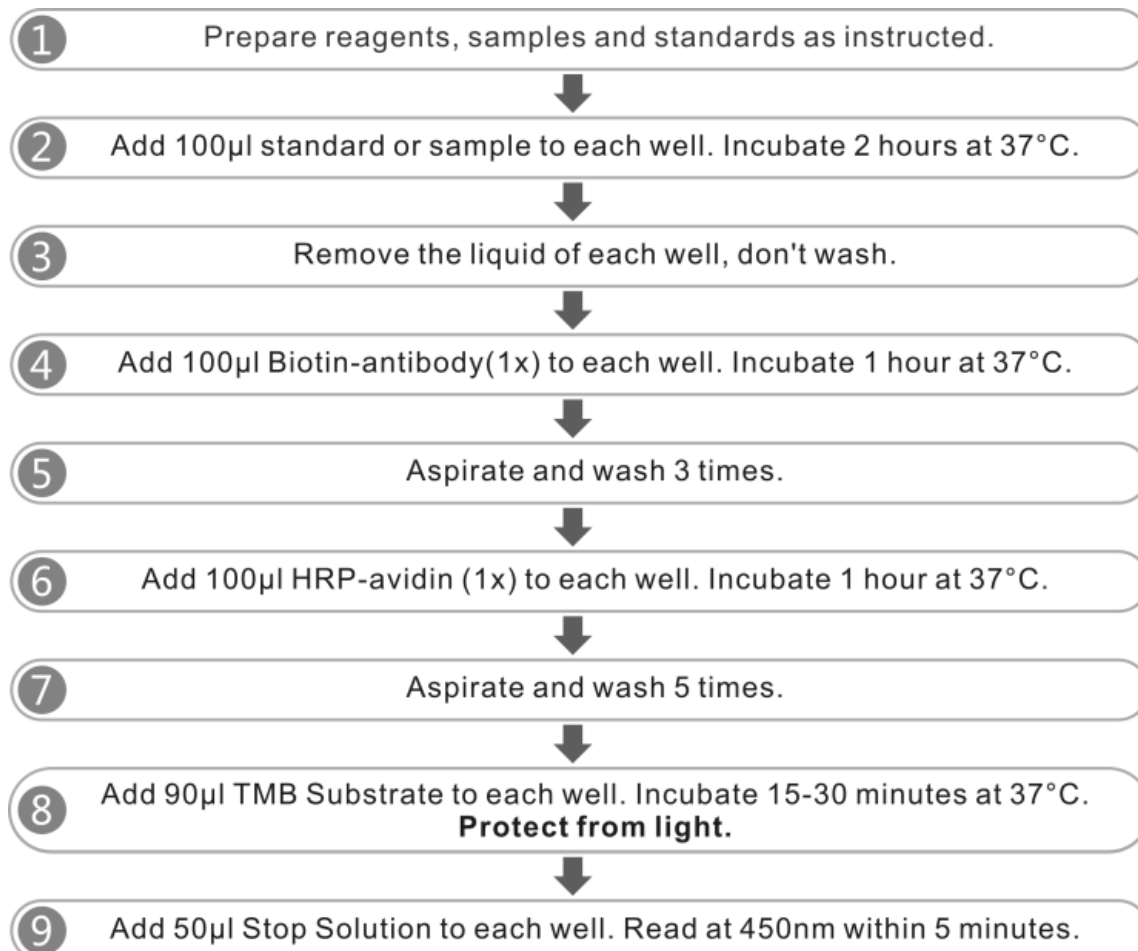 1 Prepare reagents, samples and standards as instructed.
2 Add 100µl standard or sample to each well. Incubate 2 hours at 37°C.
3 Remove the liquid of each well, don't wash.
4 Add 100µl Biotin-antibody(1x) to each well. Incubate 1 hour at 37°C.
5 Aspirate and wash 3 times.
6 Add 100µl HRP-avidin (1x) to each well. Incubate 1 hour at 37°C.
7 Aspirate and wash 5 times.
8 Add 90µl TMB Substrate to each well. Incubate 15-30 minutes at 37°C.
Protect from light.
9 Add 50µl Stop Solution to each well. Read at 450nm within 5 minutes.